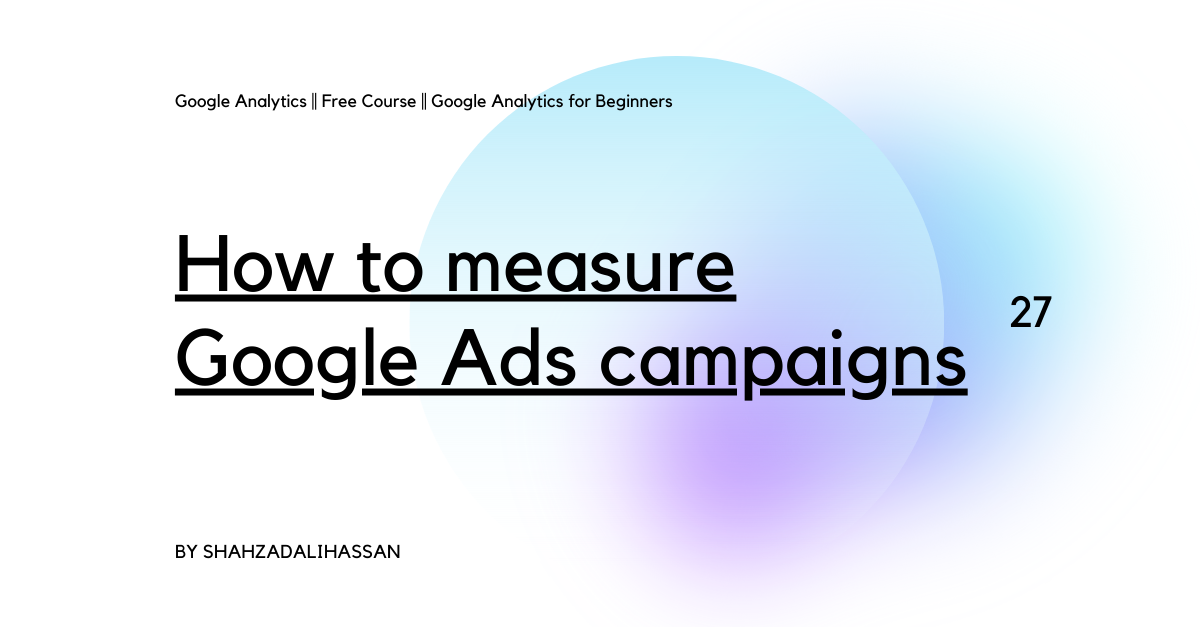 Google Analytics || Free Course || Google Analytics for Beginners
How to measure
Google Ads campaigns
27
BY SHAHZADALIHASSAN